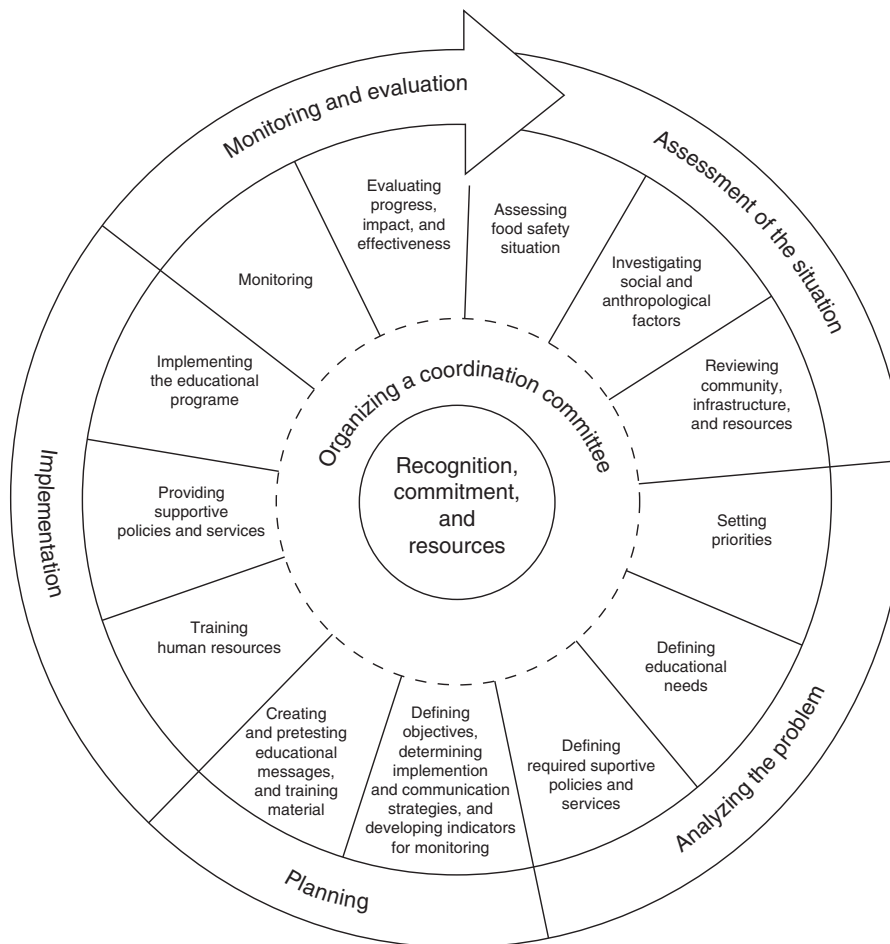 Monitoring and evaluation
Assessment of the situation
Evaluating
progress,
impact, and
effectiveness
Assessing
food safety
situation
Monitoring
Investigating
social and
anthropological
factors
Implementing
the educational
programe
Organizing a coordination committee
Reviewing
community,
infrastructure,
and resources
Recognition,
commitment,
and
resources
Implementation
Providing
supportive
policies and services
Setting
priorities
Training
human resources
Defining
educational
needs
Creating
and pretesting
educational
messages,
and training
material
Defining
objectives,
determining
implemention
and communication
strategies, and
developing indicators
for monitoring
Defining
required suportive
policies and
services
Analyzing the problem
Planning